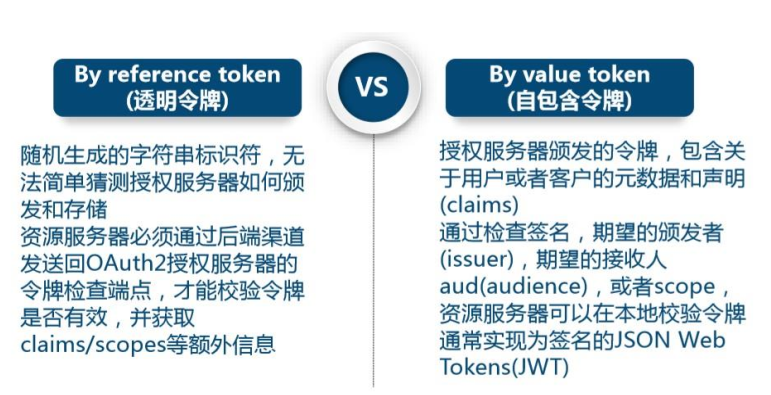 By reference token
(透明令牌)
VS
By value token
(自包含令牌)
随机生成的字符串标识符，无
法简单猜测授权服务器如何颁
发和存储
资源服务器必须通过后端渠道
发送回OAuth2授权服务器的
令牌检查端点，才能校验令牌
是否有效，并获取
claims/scopes等额外信息
授权服务器颁发的令牌，包含关
于用户或者客户的元数据和声明
(claims)
通过检查签名，期望的颁发者
(issuer)，期望的接收人
aud(audience)，或者scope，
资源服务器可以在本地校验令牌
通常实现为签名的JSON Web
Tokens(JWT)